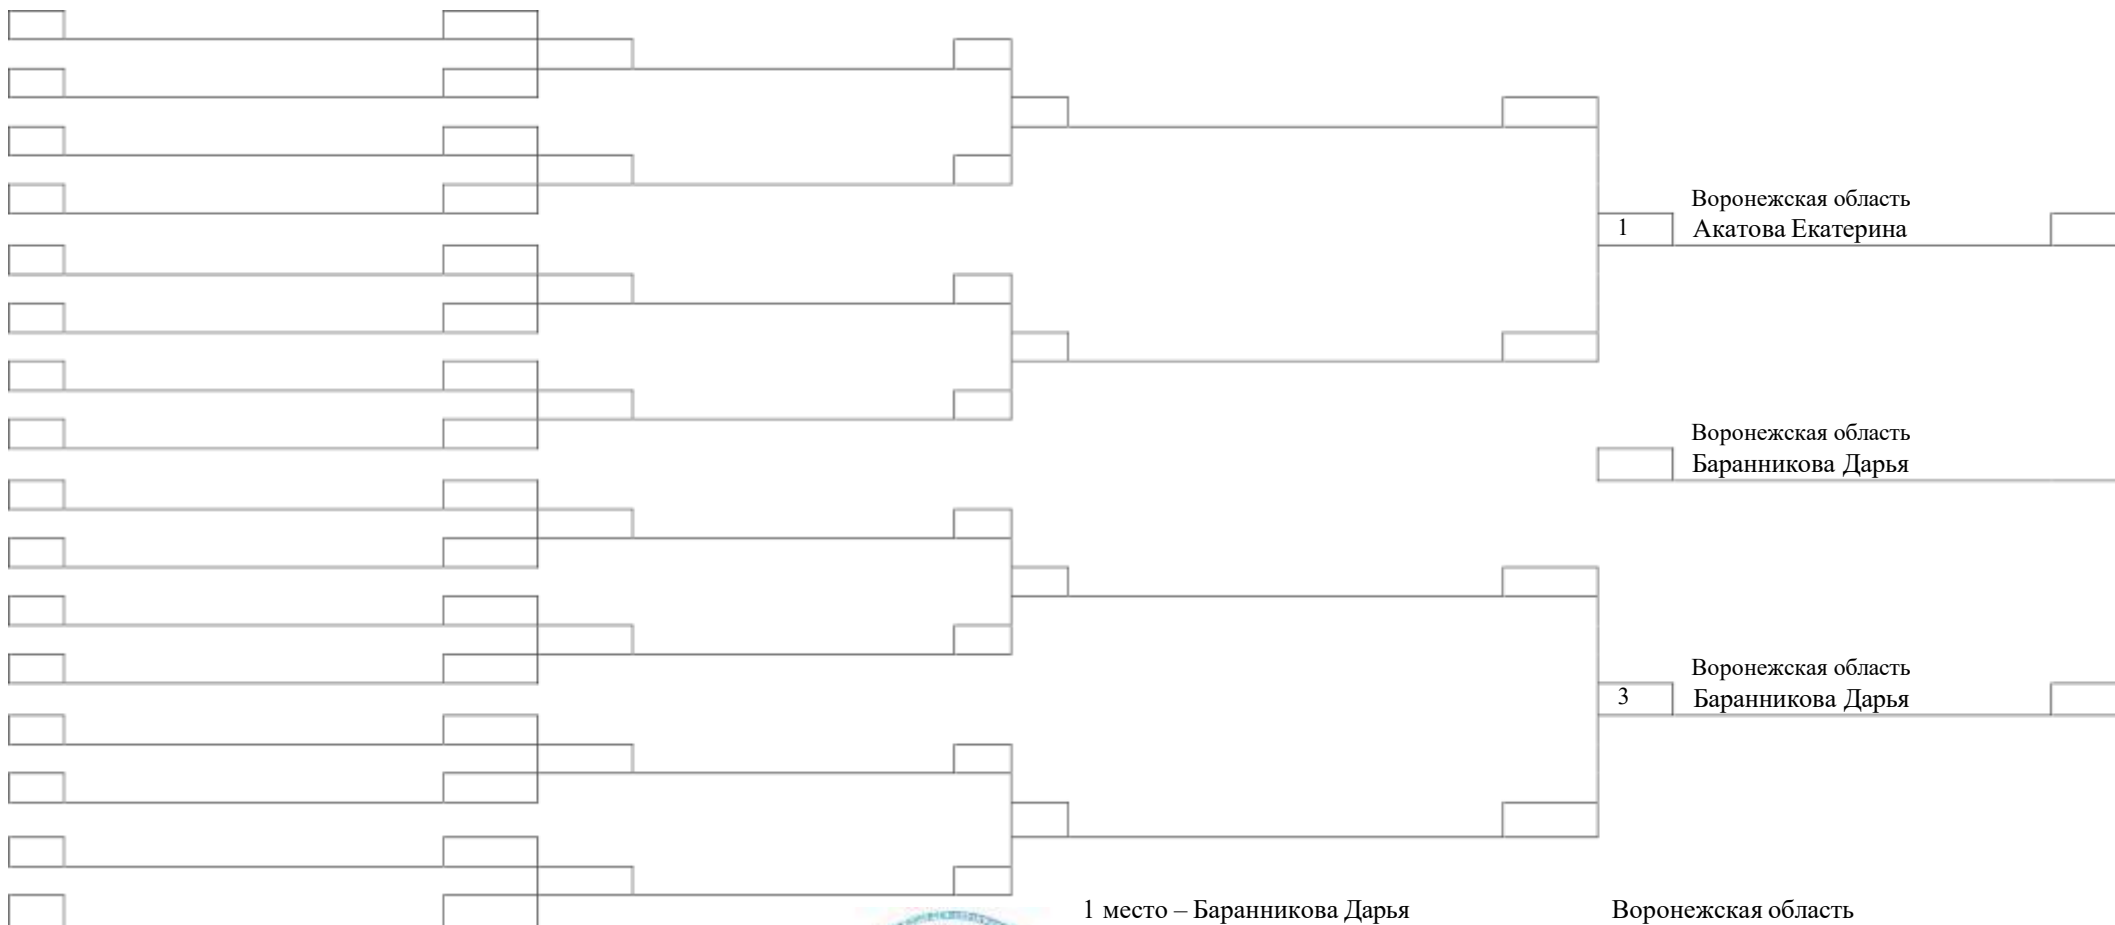 Воронежская область
1 Акатова Екатерина
Воронежская область
Баранникова Дарья
Воронежская область
3 Баранникова Дарья
1 место – Баранникова Дарья Воронежская область